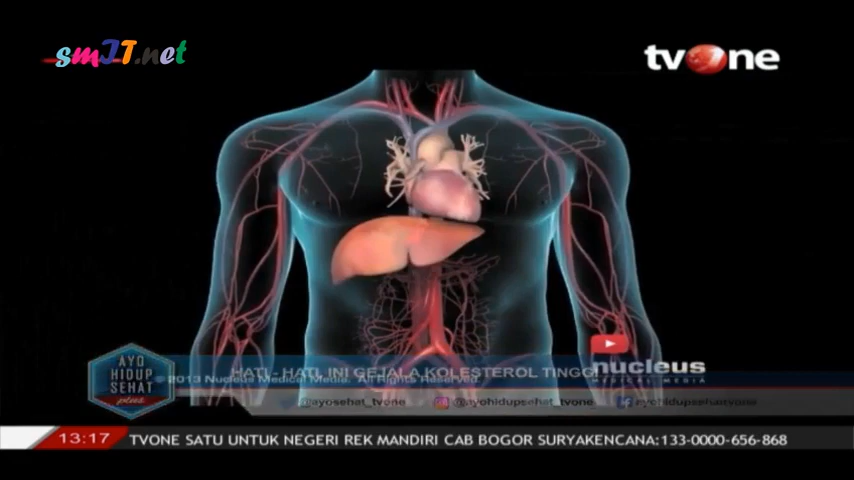 smIT.net
tvOne
AYO
HIDUP
SEHAT
plus
HATI - HATI, INI GEJALA KOLESTEROL TINGGI
© 2013 Nucleus Medical Media. All Rights Reserved.
nucleus
MEDICAL MEDIA
@ayosehat_tvone
@ayohidupsehat_tvone
ayohidupsehattvone
13:17
TVONE SATU UNTUK NEGERI REK MANDIRI CAB BOGOR SURYAKENCANA:133-0000-656-868